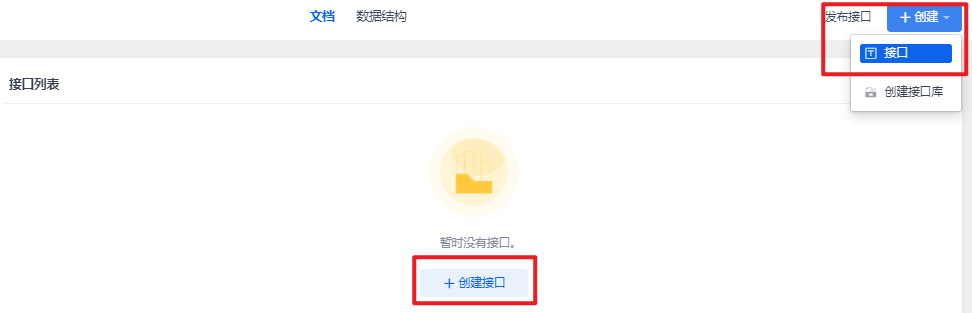 文档 数据结构 发布接口 创建
接口
接口列表
创建接口库
暂时没有接口。
创建接口